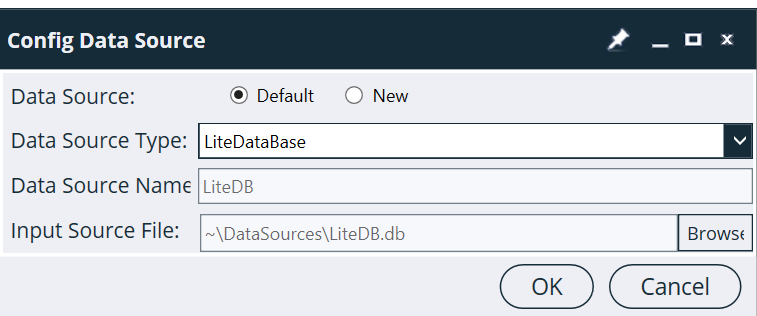 Config Data Source
Data Source: Default New
Data Source Type: LiteDataBase
Data Source Name LiteDB
Input Source File: ~\DataSources\LiteDB.db Browse
OK Cancel